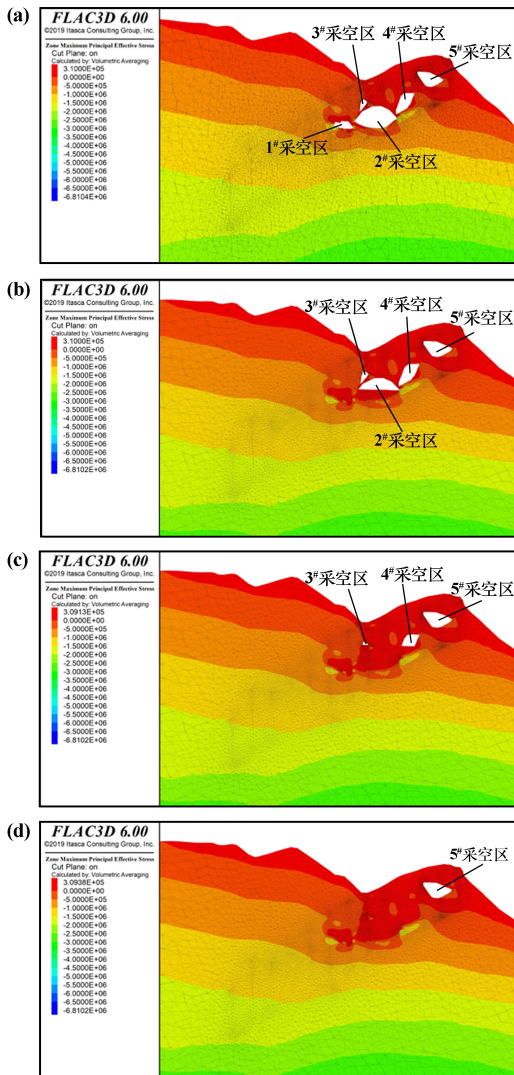 (a)
FLAC3D 6.00
©2019 Itasca Consulting Group, Inc.
Zone Maximum Principal Effective Stress
Cut Plane: on
Calculated by: Volumetric Averaging
3.1000E+05
0.0000E+00
-5.0000E+05
-1.0000E+06
-1.5000E+06
-2.0000E+06
-2.5000E+06
-3.0000E+06
-3.5000E+06
-4.0000E+06
-4.5000E+06
-5.0000E+06
-5.5000E+06
-6.0000E+06
-6.5000E+06
-6.8104E+06
3#采空区
4#采空区
5#采空区
1#采空区
2#采空区
(b)
FLAC3D 6.00
©2019 Itasca Consulting Group, Inc.
Zone Maximum Principal Effective Stress
Cut Plane: on
Calculated by: Volumetric Averaging
3.1000E+05
0.0000E+00
-5.0000E+05
-1.0000E+06
-1.5000E+06
-2.0000E+06
-2.5000E+06
-3.0000E+06
-3.5000E+06
-4.0000E+06
-4.5000E+06
-5.0000E+06
-5.5000E+06
-6.0000E+06
-6.5000E+06
-6.8102E+06
3#采空区
4#采空区
5#采空区
2#采空区
(c)
FLAC3D 6.00
©2019 Itasca Consulting Group, Inc.
Zone Maximum Principal Effective Stress
Cut Plane: on
Calculated by: Volumetric Averaging
3.0913E+05
0.0000E+00
-5.0000E+05
-1.0000E+06
-1.5000E+06
-2.0000E+06
-2.5000E+06
-3.0000E+06
-3.5000E+06
-4.0000E+06
-4.5000E+06
-5.0000E+06
-5.5000E+06
-6.0000E+06
-6.5000E+06
-6.8102E+06
3#采空区
4#采空区
5#采空区
(d)
FLAC3D 6.00
©2019 Itasca Consulting Group, Inc.
Zone Maximum Principal Effective Stress
Cut Plane: on
Calculated by: Volumetric Averaging
3.0938E+05
0.0000E+00
-5.0000E+05
-1.0000E+06
-1.5000E+06
-2.0000E+06
-2.5000E+06
-3.0000E+06
-3.5000E+06
-4.0000E+06
-4.5000E+06
-5.0000E+06
-5.5000E+06
-6.0000E+06
-6.5000E+06
-6.8102E+06
5#采空区